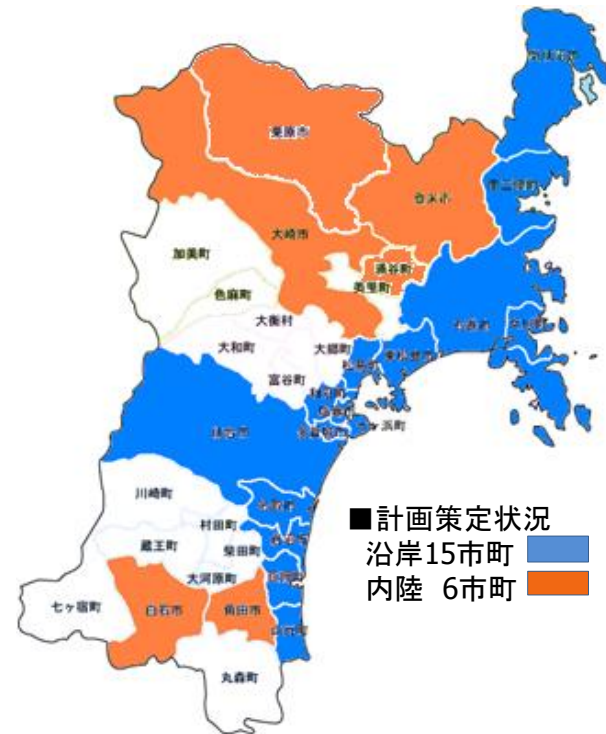 気仙沼市
栗原市
登米市
南三陸町
大崎市
加美町
涌谷町
美里町
色麻町
石巻市
女川町
大衡村
大和町
大郷町
東松島市
松島町
富谷町
利府町
塩竈市
七ヶ浜町
多賀城市
仙台市
川崎町
名取市
村田町
岩沼市
蔵王町
柴田町
大河原町
亘理町
七ヶ宿町
白石市
角田市
山元町
丸森町
■計画策定状況
沿岸15市町
内陸 6市町